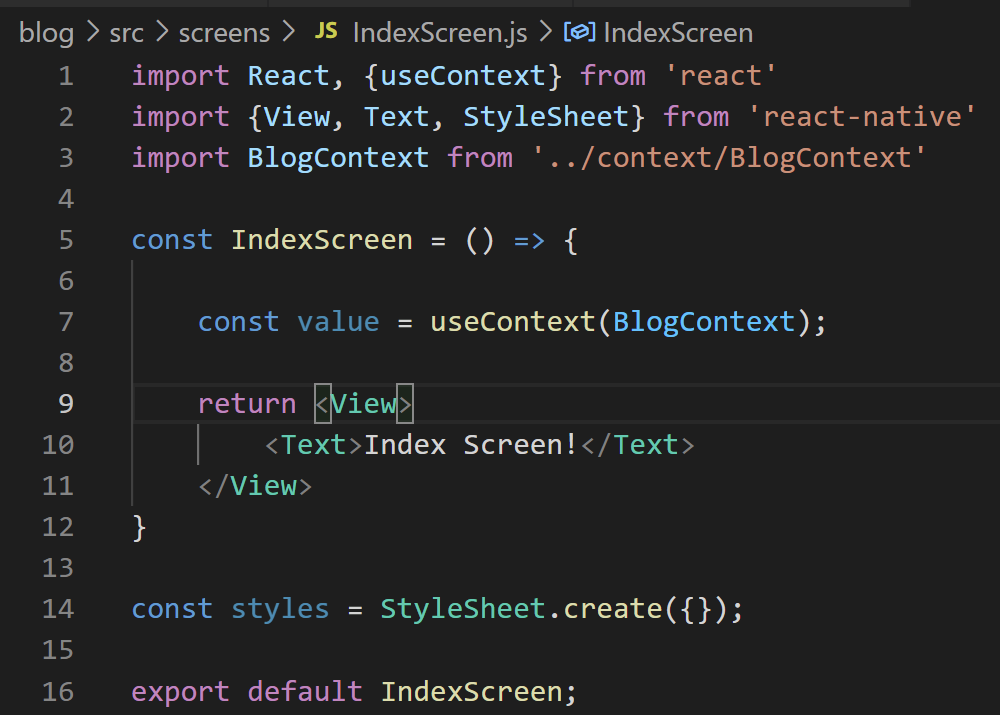 blog > src > screens > JS IndexScreen.js > IndexScreen
1 import React, {useContext} from 'react'
2 import {View, Text, StyleSheet} from 'react-native'
3 import BlogContext from '../context/BlogContext'
4
5 const IndexScreen = () => {
6
7     const value = useContext(BlogContext);
8
9     return <View>
10         <Text>Index Screen!</Text>
11     </View>
12 }
13
14 const styles = StyleSheet.create({});
15
16 export default IndexScreen;